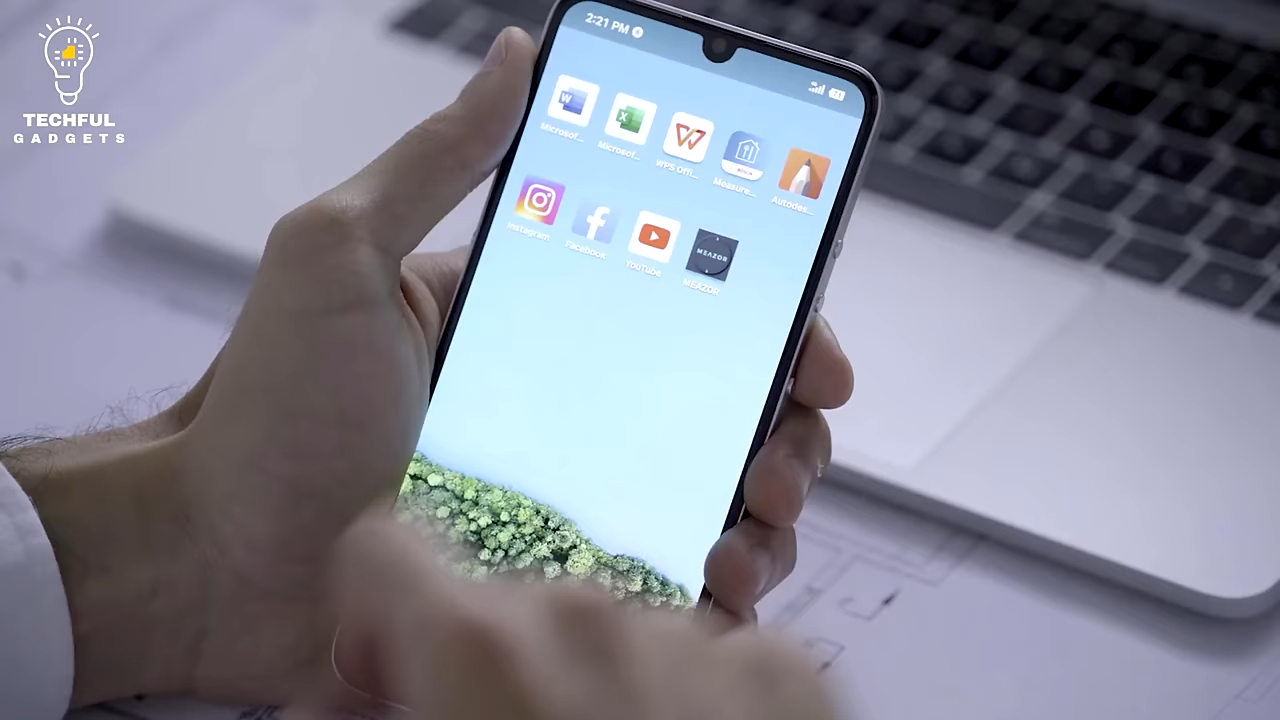 TECHFUL
GADGETS
2:21 PM
Microsof...
Microsof...
WPS Offi...
Measure...
Autodes...
Instagram
Facebook
YouTube
MEAZOR
MEAZOR